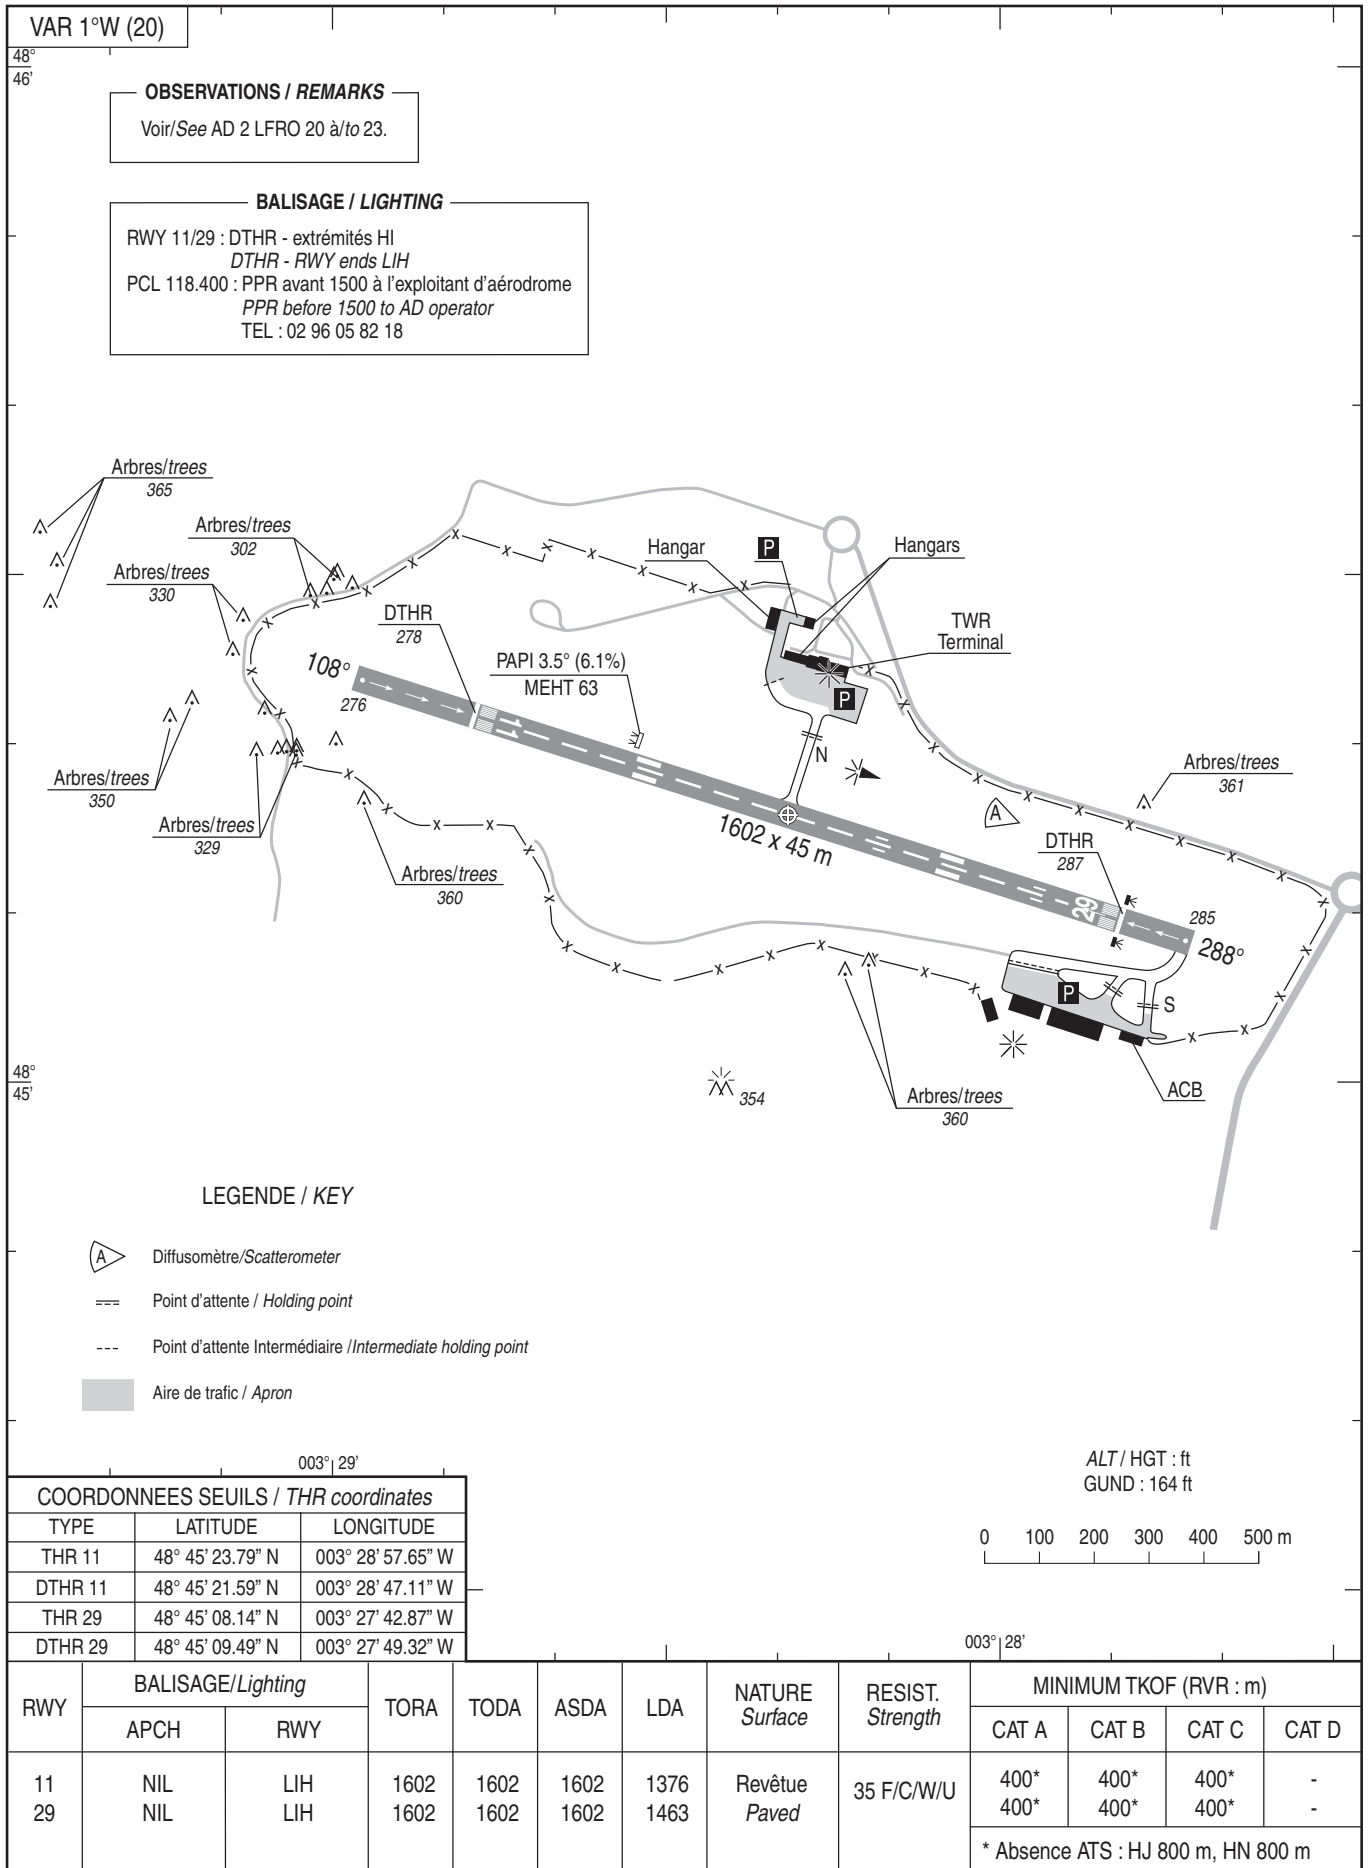 VAR 1°W (20)
48°
46’
OBSERVATIONS / REMARKS
Voir/See AD 2 LFRO 20 à/to 23.
BALISAGE / LIGHTING
RWY 11/29 : DTHR - extrémités HI
DTHR - RWY ends LIH
PCL 118.400 : PPR avant 1500 à l’exploitant d’aérodrome
PPR before 1500 to AD operator
TEL : 02 96 05 82 18
Arbres/trees
365
Arbres/trees
302
Arbres/trees
330
DTHR
278
Hangar
P
Hangars
TWR
Terminal
108°
276
PAPI 3.5° (6.1%)
MEHT 63
11
P
N
Arbres/trees
350
Arbres/trees
329
Arbres/trees
360
1602 x 45 m
A
Arbres/trees
361
DTHR
287
29
285
288°
P
S
48°
45’
354
Arbres/trees
360
ACB
LEGENDE / KEY
A
Diffusomètre/Scatterometer
Point d’attente / Holding point
Point d’attente Intermédiaire /Intermediate holding point
Aire de trafic / Apron
003° 29’
ALT / HGT : ft
GUND : 164 ft
0 100 200 300 400 500 m
003° 28’
COORDONNEES SEUILS / THR coordinates
TYPE LATITUDE LONGITUDE
THR 11 48° 45’ 23.79” N 003° 28’ 57.65” W
DTHR 11 48° 45’ 21.59” N 003° 28’ 47.11” W
THR 29 48° 45’ 08.14” N 003° 27’ 42.87” W
DTHR 29 48° 45’ 09.49” N 003° 27’ 49.32” W
RWY BALISAGE/Lighting TORA TODA ASDA LDA NATURE RESIST. MINIMUM TKOF (RVR : m)
Surface Strength
APCH RWY CAT A CAT B CAT C CAT D
11 NIL LIH 1602 1602 1602 1376 Revêtue 35 F/C/W/U 400* 400* 400* -
29 NIL LIH 1602 1602 1602 1463 Paved 400* 400* 400* -
* Absence ATS : HJ 800 m, HN 800 m